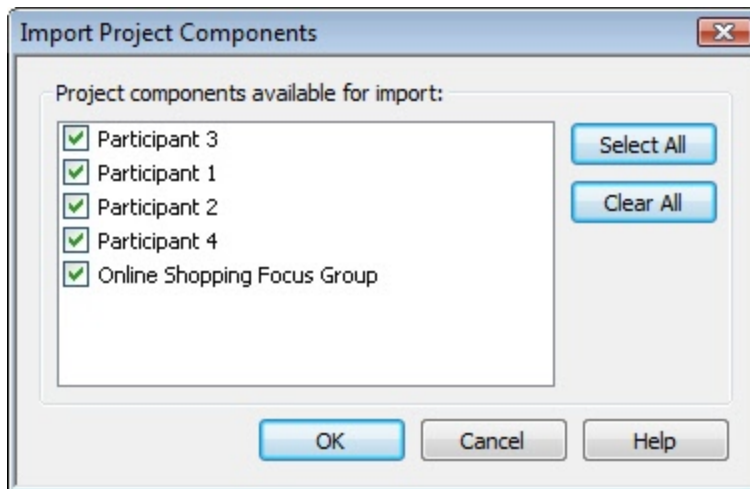 Import Project Components
Project components available for import:
Participant 3
Participant 1
Participant 2
Participant 4
Online Shopping Focus Group
Select All
Clear All
OK
Cancel
Help